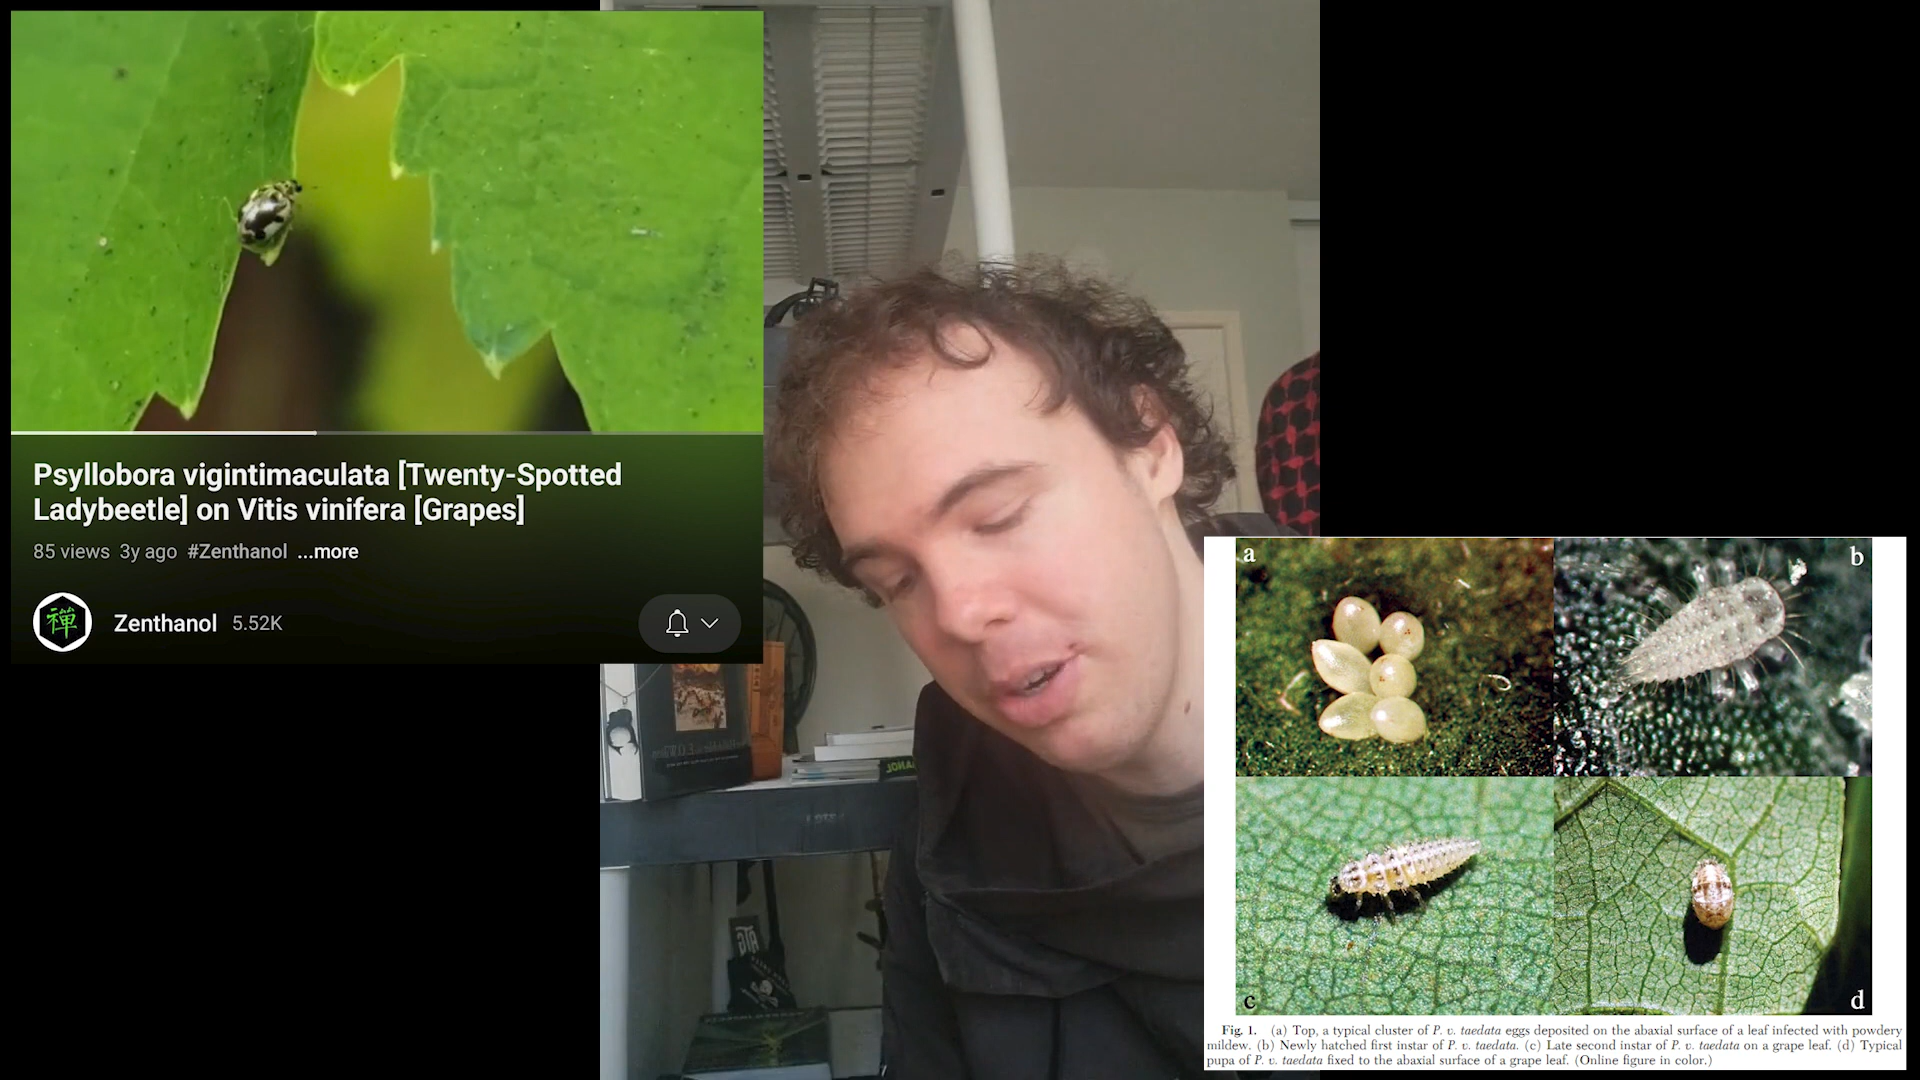 Psyllobora vigintimaculata [Twenty-Spotted
Ladybeetle] on Vitis vinifera [Grapes]
85 views 3y ago #Zenthanol ...more
禪 Zenthanol 5.52K
a
b
c
d
Fig. 1. (a) Top, a typical cluster of P. v. taedata eggs deposited on the abaxial surface of a leaf infected with powdery
mildew. (b) Newly hatched first instar of P. v. taedata. (c) Late second instar of P. v. taedata on a grape leaf. (d) Typical
pupa of P. v. taedata fixed to the abaxial surface of a grape leaf. (Online figure in color.)